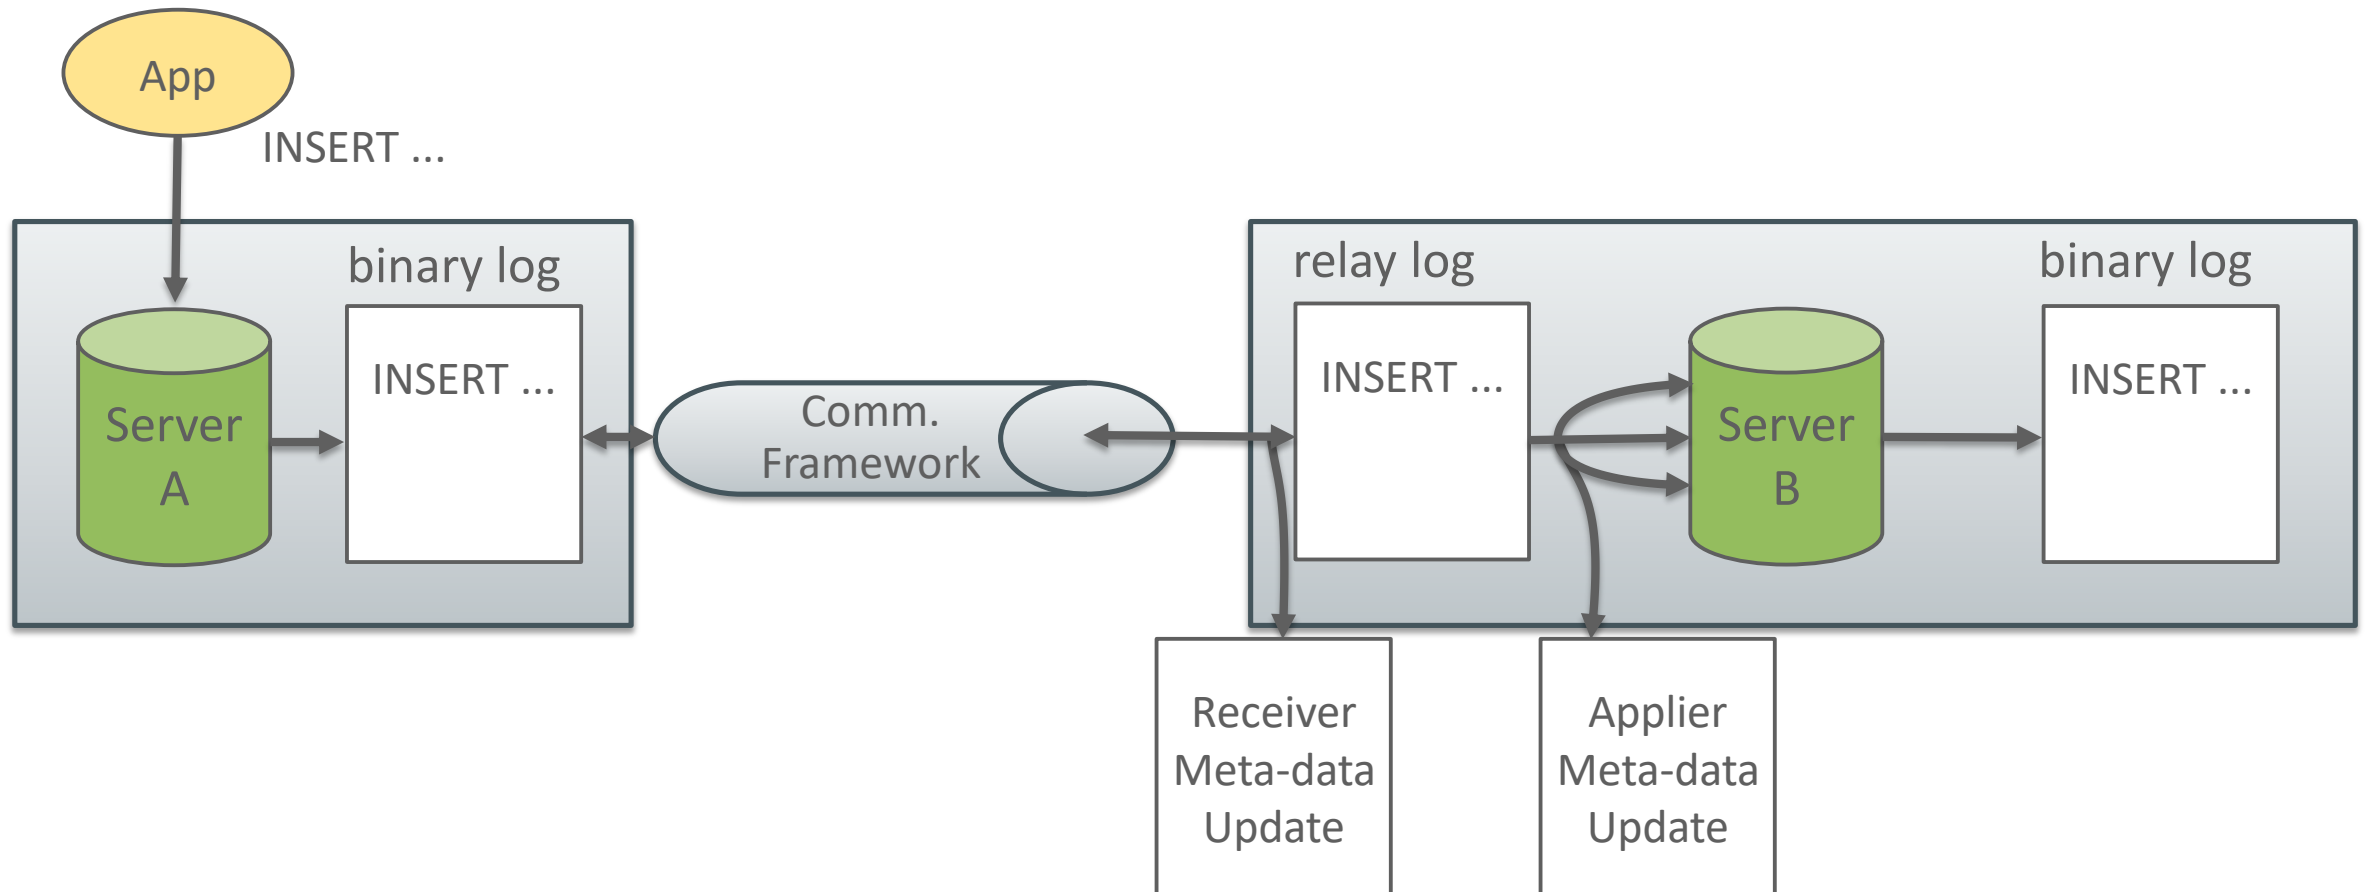 App
INSERT ...
binary log
INSERT ...
Server
A
Comm.
Framework
relay log
INSERT ...
Server
B
binary log
INSERT ...
Receiver
Meta-data
Update
Applier
Meta-data
Update